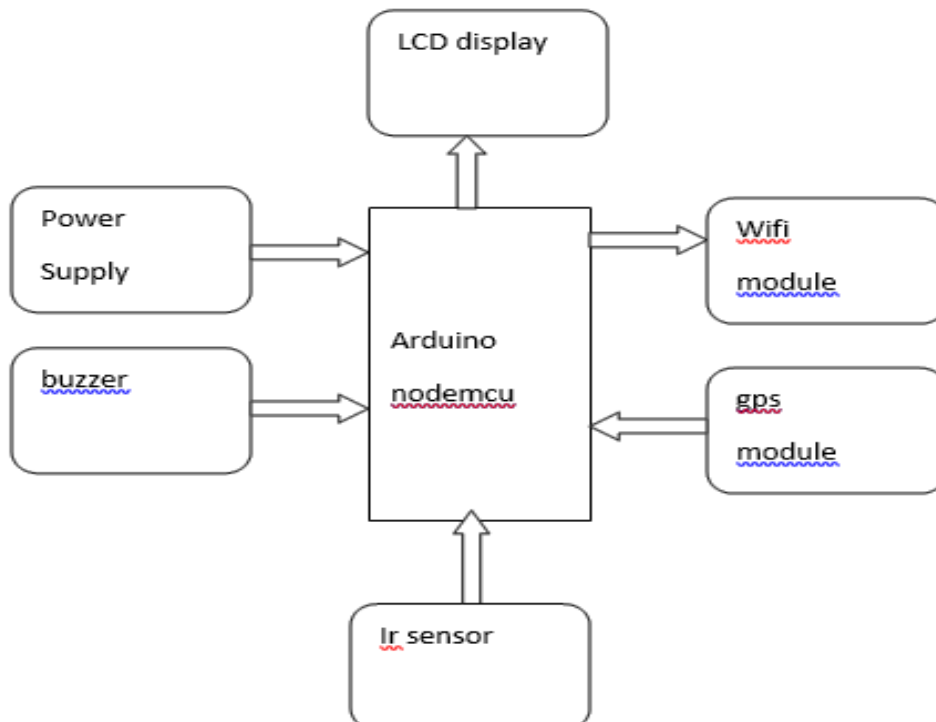 LCD display
Power
Supply
Wifi
module
Arduino
nodemcu
buzzer
gps
module
Ir sensor